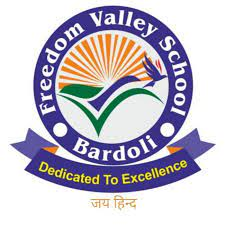 Freedom Valley School
Bardoli
Dedicated To Excellence
जय हिन्द